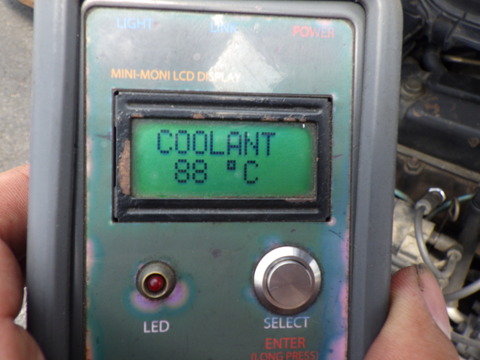 LIGHT LINK POWER
MINI-MONI LCD DISPLAY
COOLANT
88 °C
LED SELECT
ENTER
(LONG PRESS)